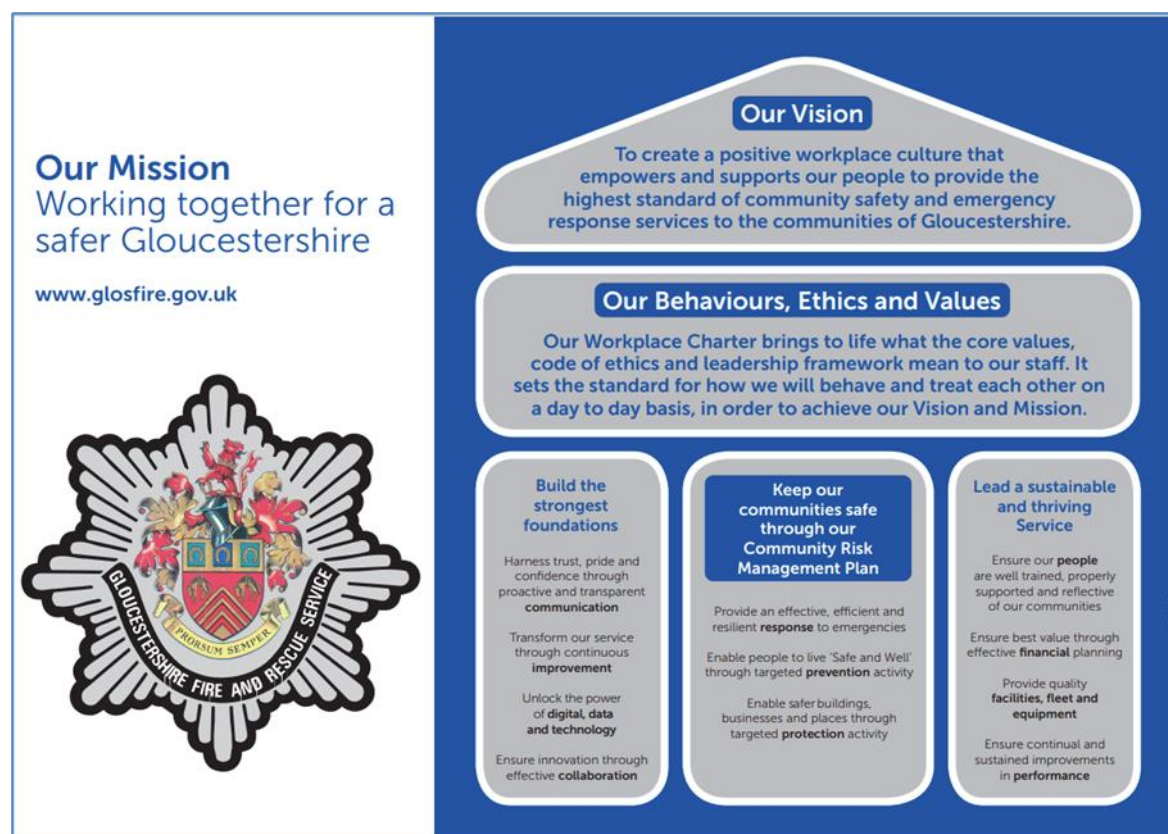 Our Mission
Working together for a
safer Gloucestershire
www.glosfire.gov.uk
PRORSUM SEMPER
GLOUCESTERSHIRE FIRE AND RESCUE SERVICE
Our Vision
To create a positive workplace culture that
empowers and supports our people to provide the
highest standard of community safety and emergency
response services to the communities of Gloucestershire.
Our Behaviours, Ethics and Values
Our Workplace Charter brings to life what the core values,
code of ethics and leadership framework mean to our staff. It
sets the standard for how we will behave and treat each other on
a day to day basis, in order to achieve our Vision and Mission.
Build the
strongest
foundations
Harness trust, pride and
confidence through
proactive and transparent
communication
Transform our service
through continuous
improvement
Unlock the power
of digital, data
and technology
Ensure innovation through
effective collaboration
Keep our
communities safe
through our
Community Risk
Management Plan
Provide an effective, efficient and
resilient response to emergencies
Enable people to live 'Safe and Well'
through targeted prevention activity
Enable safer buildings,
businesses and places through
targeted protection activity
Lead a sustainable
and thriving
Service
Ensure our people
are well trained, properly
supported and reflective
of our communities
Ensure best value through
effective financial planning
Provide quality
facilities, fleet and
equipment
Ensure continual and
sustained improvements
in performance